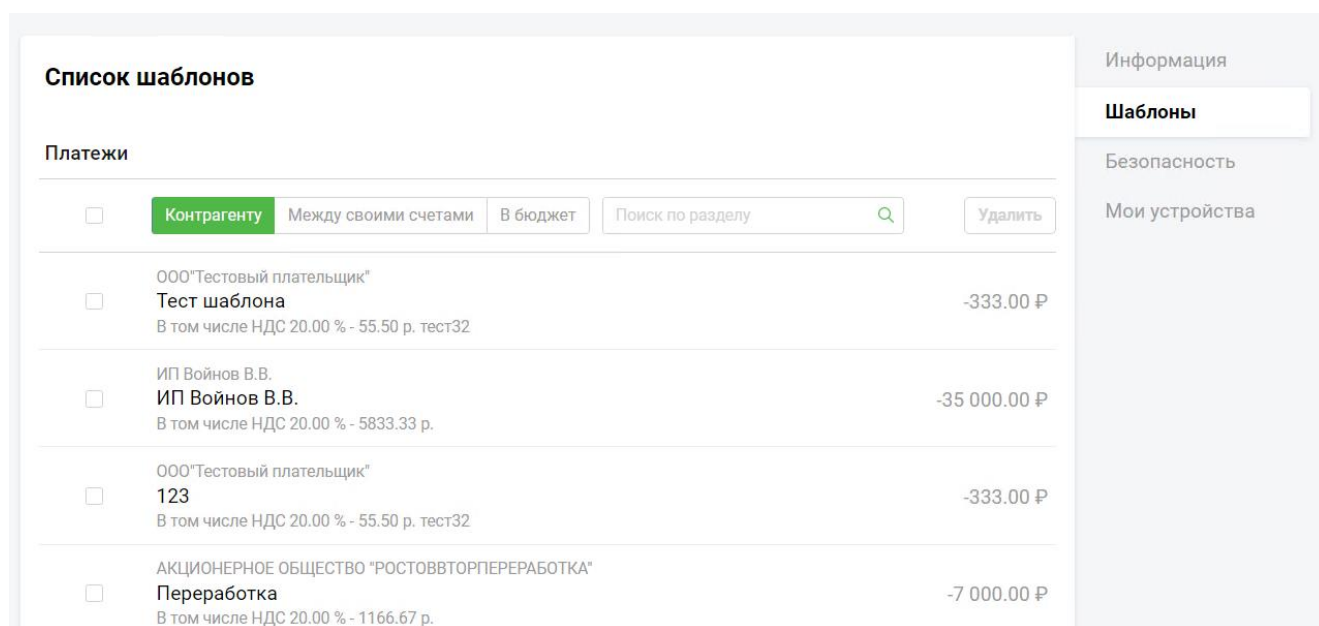 Список шаблонов
Платежи
Контрагенту Между своими счетами В бюджет Поиск по разделу Удалить
ООО"Тестовый плательщик"
Тест шаблона -333.00 ₽
В том числе НДС 20.00 % - 55.50 р. тест32
ИП Войнов В.В.
ИП Войнов В.В. -35 000.00 ₽
В том числе НДС 20.00 % - 5833.33 р.
ООО"Тестовый плательщик"
123 -333.00 ₽
В том числе НДС 20.00 % - 55.50 р. тест32
АКЦИОНЕРНОЕ ОБЩЕСТВО "РОСТОВВТОРПЕРЕРАБОТКА"
Переработка -7 000.00 ₽
В том числе НДС 20.00 % - 1166.67 р.
Информация
Шаблоны
Безопасность
Мои устройства